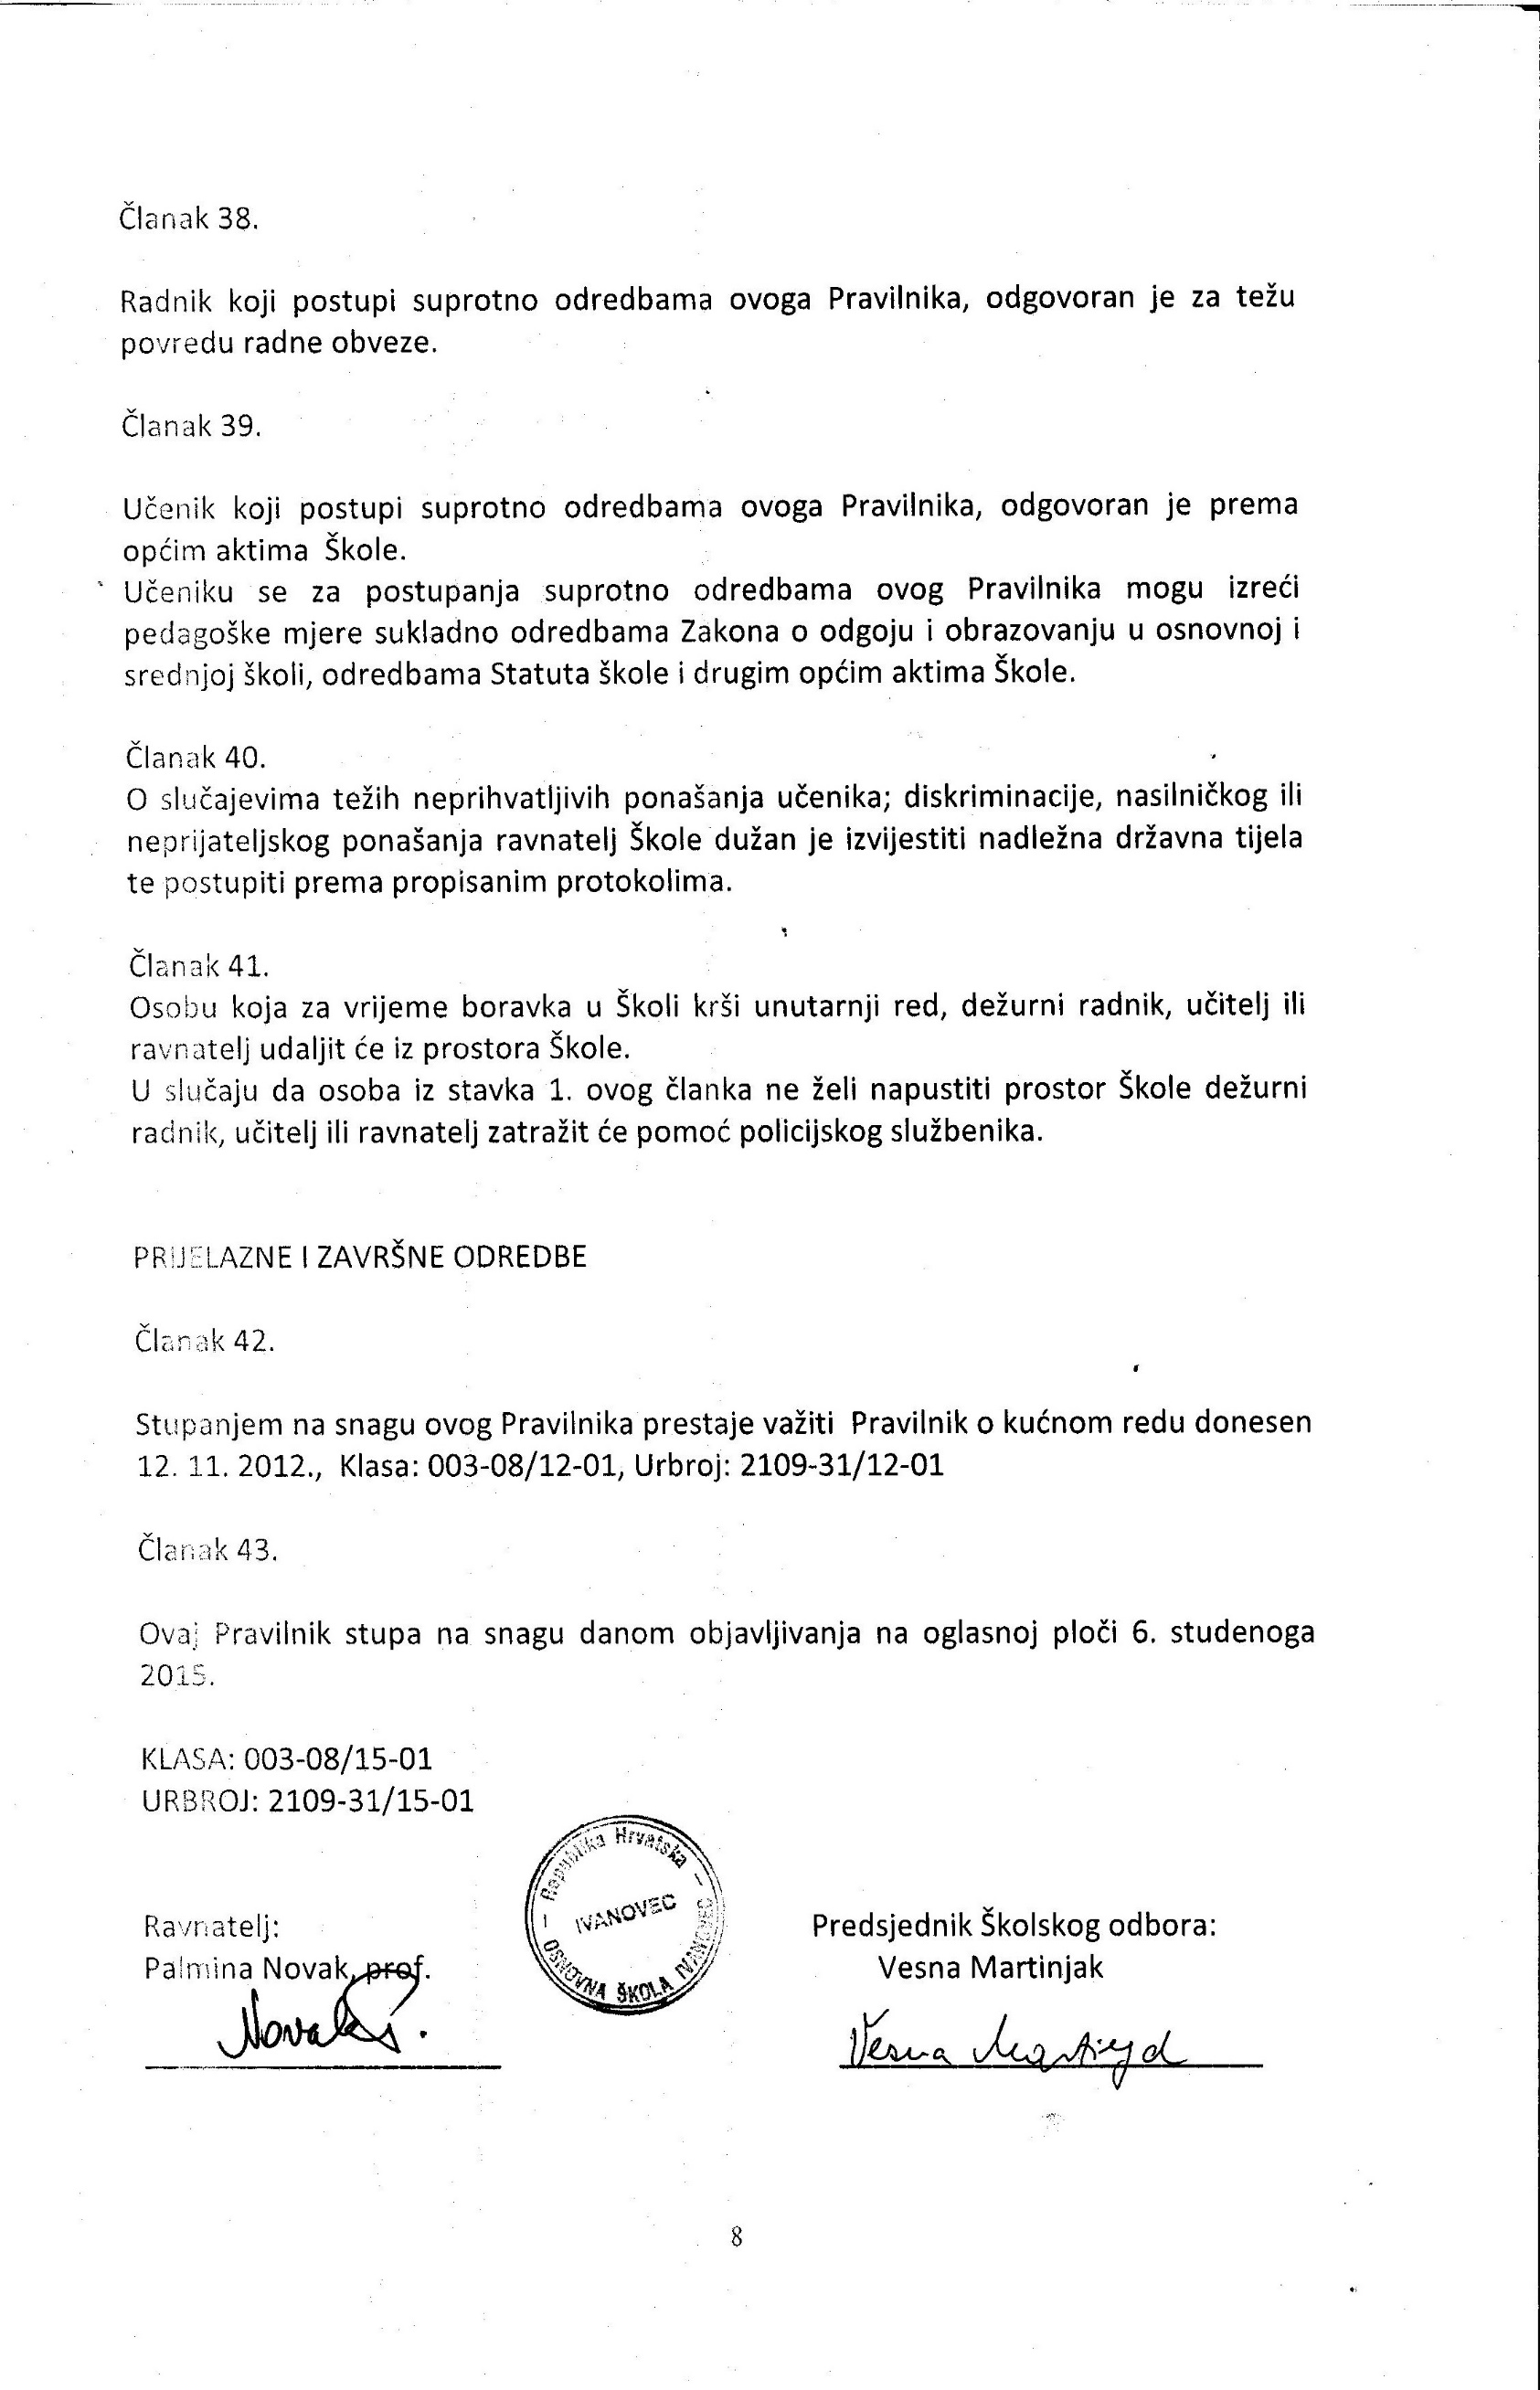 Članak 38.
Radnik koji postupi suprotno odredbama ovoga Pravilnika, odgovoran je za težu
povredu radne obveze.
Članak 39.
Učenik koji postupi suprotno odredbama ovoga Pravilnika, odgovoran je prema
općim aktima Škole.
Učeniku se za postupanja suprotno odredbama ovog Pravilnika mogu izreći
pedagoške mjere sukladno odredbama Zakona o odgoju i obrazovanju u osnovnoj i
srednjoj školi, odredbama Statuta škole i drugim općim aktima Škole.
Članak 40.
O slučajevima težih neprihvatljivih ponašanja učenika; diskriminacije, nasilničkog ili
neprijateljskog ponašanja ravnatelj Škole dužan je izvijestiti nadležna državna tijela
te postupiti prema propisanim protokolima.
Članak 41.
Osobu koja za vrijeme boravka u Školi krši unutarnji red, dežurni radnik, učitelj ili
ravnatelj udaljit će iz prostora Škole.
U slučaju da osoba iz stavka 1. ovog članka ne želi napustiti prostor Škole dežurni
radnik, učitelj ili ravnatelj zatražit će pomoć policijskog službenika.
PRIJELAZNE I ZAVRŠNE ODREDBE
Članak 42.
Stupanjem na snagu ovog Pravilnika prestaje važiti Pravilnik o kućnom redu donesen
12. 11. 2012., Klasa: 003-08/12-01, Urbroj: 2109-31/12-01
Članak 43.
Ovaj Pravilnik stupa na snagu danom objavljivanja na oglasnoj ploči 6. studenoga
2015.
KLASA: 003-08/15-01
URBROJ: 2109-31/15-01
Republika Hrvatska – OSNOVNA ŠKOLA IVANOVEC –
IVANOVEC
Ravnatelj:
Palmina Novak, prof.
Novak
Predsjednik Školskog odbora:
Vesna Martinjak
Vesna Martinjak
8